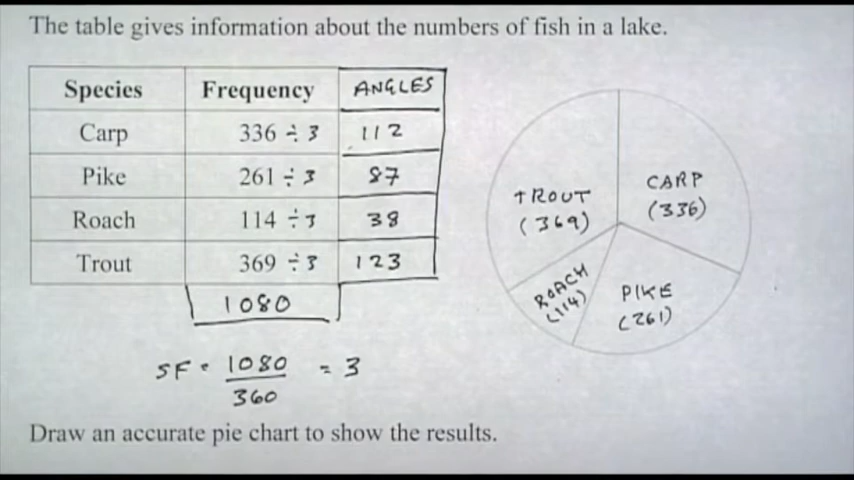 The table gives information about the numbers of fish in a lake.
Species Frequency ANGLES
Carp 336 ÷ 3 112
Pike 261 ÷ 3 87
Roach 114 ÷ 3 38
Trout 369 ÷ 3 123
1080
SF = 1080 / 360 = 3
TROUT
(369)
CARP
(336)
ROACH
(114)
PIKE
(261)
Draw an accurate pie chart to show the results.